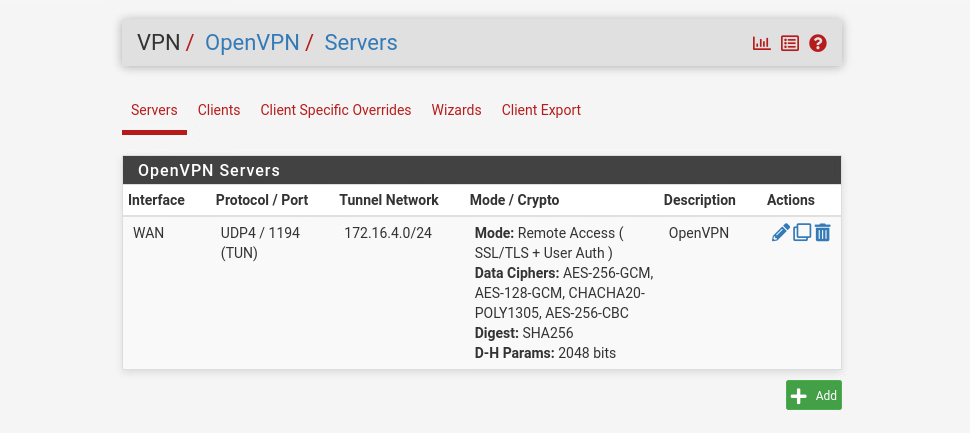 VPN / OpenVPN / Servers
Servers Clients Client Specific Overrides Wizards Client Export
OpenVPN Servers
Interface Protocol / Port Tunnel Network Mode / Crypto Description Actions
WAN UDP4 / 1194 172.16.4.0/24 Mode: Remote Access ( OpenVPN
(TUN) SSL/TLS + User Auth )
Data Ciphers: AES-256-GCM,
AES-128-GCM, CHACHA20-
POLY1305, AES-256-CBC
Digest: SHA256
D-H Params: 2048 bits
Add